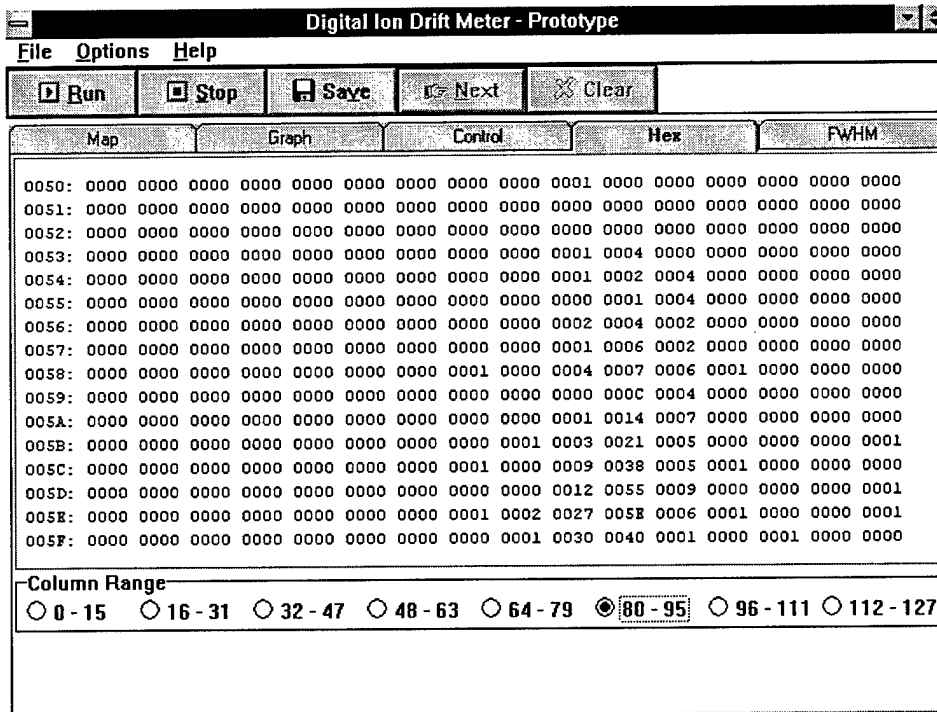 Digital Ion Drift Meter - Prototype
File Options Help
Run Stop Save Next Clear
Map Graph Control Hex FWHM
0050: 0000 0000 0000 0000 0000 0000 0000 0000 0000 0001 0000 0000 0000 0000 0000 0000
0051: 0000 0000 0000 0000 0000 0000 0000 0000 0000 0000 0000 0000 0000 0000 0000 0000
0052: 0000 0000 0000 0000 0000 0000 0000 0000 0000 0000 0000 0000 0000 0000 0000 0000
0053: 0000 0000 0000 0000 0000 0000 0000 0000 0000 0001 0004 0000 0000 0000 0000 0000
0054: 0000 0000 0000 0000 0000 0000 0000 0000 0000 0001 0002 0004 0000 0000 0000 0000
0055: 0000 0000 0000 0000 0000 0000 0000 0000 0000 0000 0001 0004 0000 0000 0000 0000
0056: 0000 0000 0000 0000 0000 0000 0000 0000 0000 0002 0004 0002 0000 0000 0000 0000
0057: 0000 0000 0000 0000 0000 0000 0000 0000 0000 0001 0006 0002 0000 0000 0000 0000
0058: 0000 0000 0000 0000 0000 0000 0000 0001 0000 0004 0007 0006 0001 0000 0000 0000
0059: 0000 0000 0000 0000 0000 0000 0000 0000 0000 0000 000C 0004 0000 0000 0000 0000
005A: 0000 0000 0000 0000 0000 0000 0000 0000 0000 0001 0014 0007 0000 0000 0000 0000
005B: 0000 0000 0000 0000 0000 0000 0000 0000 0001 0003 0021 0005 0000 0000 0000 0001
005C: 0000 0000 0000 0000 0000 0000 0000 0001 0000 0009 0038 0005 0001 0000 0000 0000
005D: 0000 0000 0000 0000 0000 0000 0000 0000 0000 0012 0055 0009 0000 0000 0000 0001
005E: 0000 0000 0000 0000 0000 0000 0000 0001 0002 0027 005E 0006 0001 0000 0000 0001
005F: 0000 0000 0000 0000 0000 0000 0000 0000 0001 0030 0040 0001 0000 0001 0000 0000
Column Range
0 - 15 16 - 31 32 - 47 48 - 63 64 - 79 80 - 95 96 - 111 112 - 127